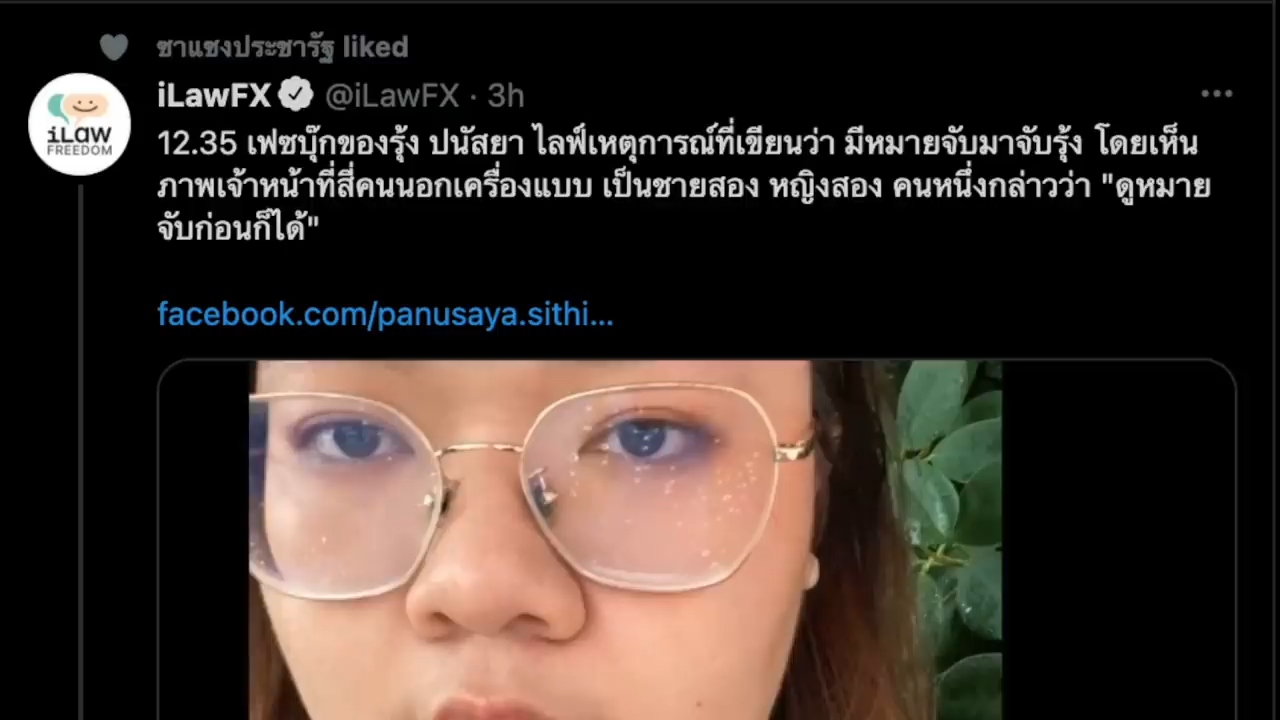 ชาแชงประชารัฐ liked
iLawFX @iLawFX · 3h
iLAW
FREEDOM
12.35 เฟซบุ๊กของรุ้ง ปนัสยา ไลฟ์เหตุการณ์ที่เขียนว่า มีหมายจับมาจับรุ้ง โดยเห็น
ภาพเจ้าหน้าที่สี่คนนอกเครื่องแบบ เป็นชายสอง หญิงสอง คนหนึ่งกล่าวว่า "ดูหมาย
จับก่อนก็ได้"
facebook.com/panusaya.sithi...